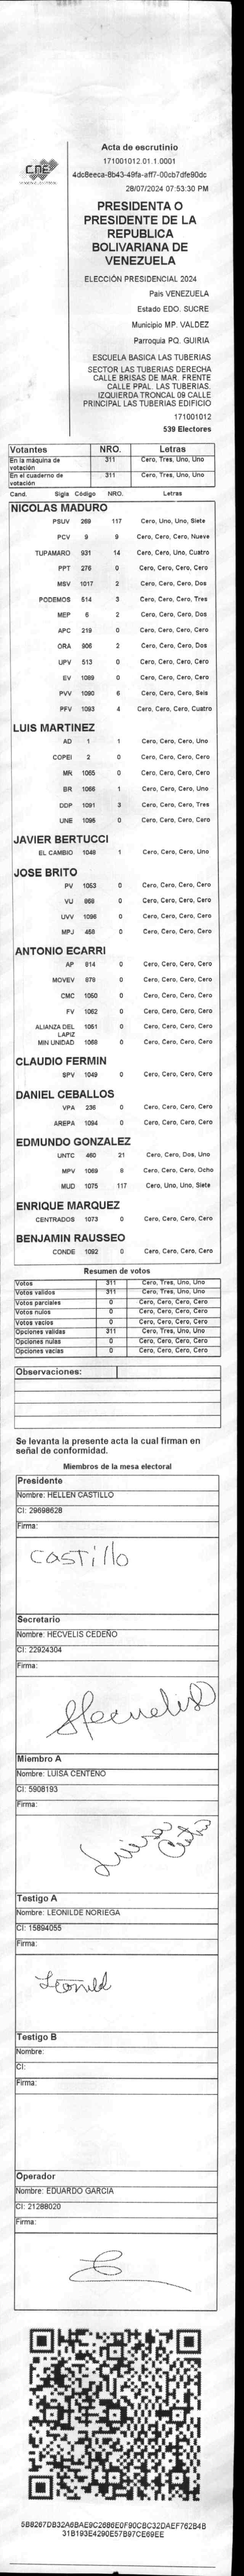 CNE
Acta de escrutinio
171001012.01.1.0001
4dc8eeca-8b43-49fa-aff7-00cb7dfe90dc
28/07/2024 07:53:30 PM
PRESIDENTA O
PRESIDENTE DE LA
REPUBLICA
BOLIVARIANA DE
VENEZUELA
ELECCIÓN PRESIDENCIAL 2024
Pais VENEZUELA
Estado EDO. SUCRE
Municipio MP. VALDEZ
Parroquia PQ. GUIRIA
ESCUELA BASICA LAS TUBERIAS
SECTOR LAS TUBERIAS DERECHA
CALLE BRISAS DE MAR. FRENTE
CALLE PPAL. LAS TUBERIAS.
IZQUIERDA TRONCAL 09 CALLE
PRINCIPAL LAS TUBERIAS EDIFICIO
171001012
539 Electores
Votantes NRO. Letras
En la máquina de votación 311 Cero, Tres, Uno, Uno
En el cuaderno de votación 311 Cero, Tres, Uno, Uno
Cand. Sigla Código NRO. Letras
NICOLAS MADURO
PSUV 269 117 Cero, Uno, Uno, Siete
PCV 9 9 Cero, Cero, Cero, Nueve
TUPAMARO 931 14 Cero, Cero, Uno, Cuatro
PPT 276 0 Cero, Cero, Cero, Cero
MSV 1017 2 Cero, Cero, Cero, Dos
PODEMOS 514 3 Cero, Cero, Cero, Tres
MEP 6 2 Cero, Cero, Cero, Dos
APC 219 0 Cero, Cero, Cero, Cero
ORA 906 2 Cero, Cero, Cero, Dos
UPV 513 0 Cero, Cero, Cero, Cero
EV 1089 0 Cero, Cero, Cero, Cero
PVV 1090 6 Cero, Cero, Cero, Seis
PFV 1093 4 Cero, Cero, Cero, Cuatro
LUIS MARTINEZ
AD 1 1 Cero, Cero, Cero, Uno
COPEI 2 0 Cero, Cero, Cero, Cero
MR 1065 0 Cero, Cero, Cero, Cero
BR 1066 1 Cero, Cero, Cero, Uno
DDP 1091 3 Cero, Cero, Cero, Tres
UNE 1095 0 Cero, Cero, Cero, Cero
JAVIER BERTUCCI
EL CAMBIO 1048 1 Cero, Cero, Cero, Uno
JOSE BRITO
PV 1053 0 Cero, Cero, Cero, Cero
VU 868 0 Cero, Cero, Cero, Cero
UVV 1096 0 Cero, Cero, Cero, Cero
MPJ 458 0 Cero, Cero, Cero, Cero
ANTONIO ECARRI
AP 914 0 Cero, Cero, Cero, Cero
MOVEV 879 0 Cero, Cero, Cero, Cero
CMC 1050 0 Cero, Cero, Cero, Cero
FV 1062 0 Cero, Cero, Cero, Cero
ALIANZA DEL LAPIZ 1051 0 Cero, Cero, Cero, Cero
MIN UNIDAD 1068 0 Cero, Cero, Cero, Cero
CLAUDIO FERMIN
SPV 1049 0 Cero, Cero, Cero, Cero
DANIEL CEBALLOS
VPA 236 0 Cero, Cero, Cero, Cero
AREPA 1094 0 Cero, Cero, Cero, Cero
EDMUNDO GONZALEZ
UNTC 460 21 Cero, Cero, Dos, Uno
MPV 1069 8 Cero, Cero, Cero, Ocho
MUD 1075 117 Cero, Uno, Uno, Siete
ENRIQUE MARQUEZ
CENTRADOS 1073 0 Cero, Cero, Cero, Cero
BENJAMIN RAUSSEO
CONDE 1092 0 Cero, Cero, Cero, Cero
Resumen de votos
Votos 311 Cero, Tres, Uno, Uno
Votos validos 311 Cero, Tres, Uno, Uno
Votos parciales 0 Cero, Cero, Cero, Cero
Votos nulos 0 Cero, Cero, Cero, Cero
Votos vacios 0 Cero, Cero, Cero, Cero
Opciones validas 311 Cero, Tres, Uno, Uno
Opciones nulas 0 Cero, Cero, Cero, Cero
Opciones vacias 0 Cero, Cero, Cero, Cero
Observaciones:
Se levanta la presente acta la cual firman en
señal de conformidad.
Miembros de la mesa electoral
Presidente
Nombre: HELLEN CASTILLO
CI: 29698628
Firma:
Castillo
Secretario
Nombre: HECVELIS CEDEÑO
CI: 22924304
Firma:
Hecvelis
Miembro A
Nombre: LUISA CENTENO
CI: 5908193
Firma:
Luisa
Testigo A
Nombre: LEONILDE NORIEGA
CI: 15894055
Firma:
Leonild
Testigo B
Nombre:
CI:
Firma:
Operador
Nombre: EDUARDO GARCIA
CI: 21288020
Firma:
5BB267DB32A6BAE9C2686E0F90CBC32DAEF762B4B
31B193E4290E57B97CE69EE